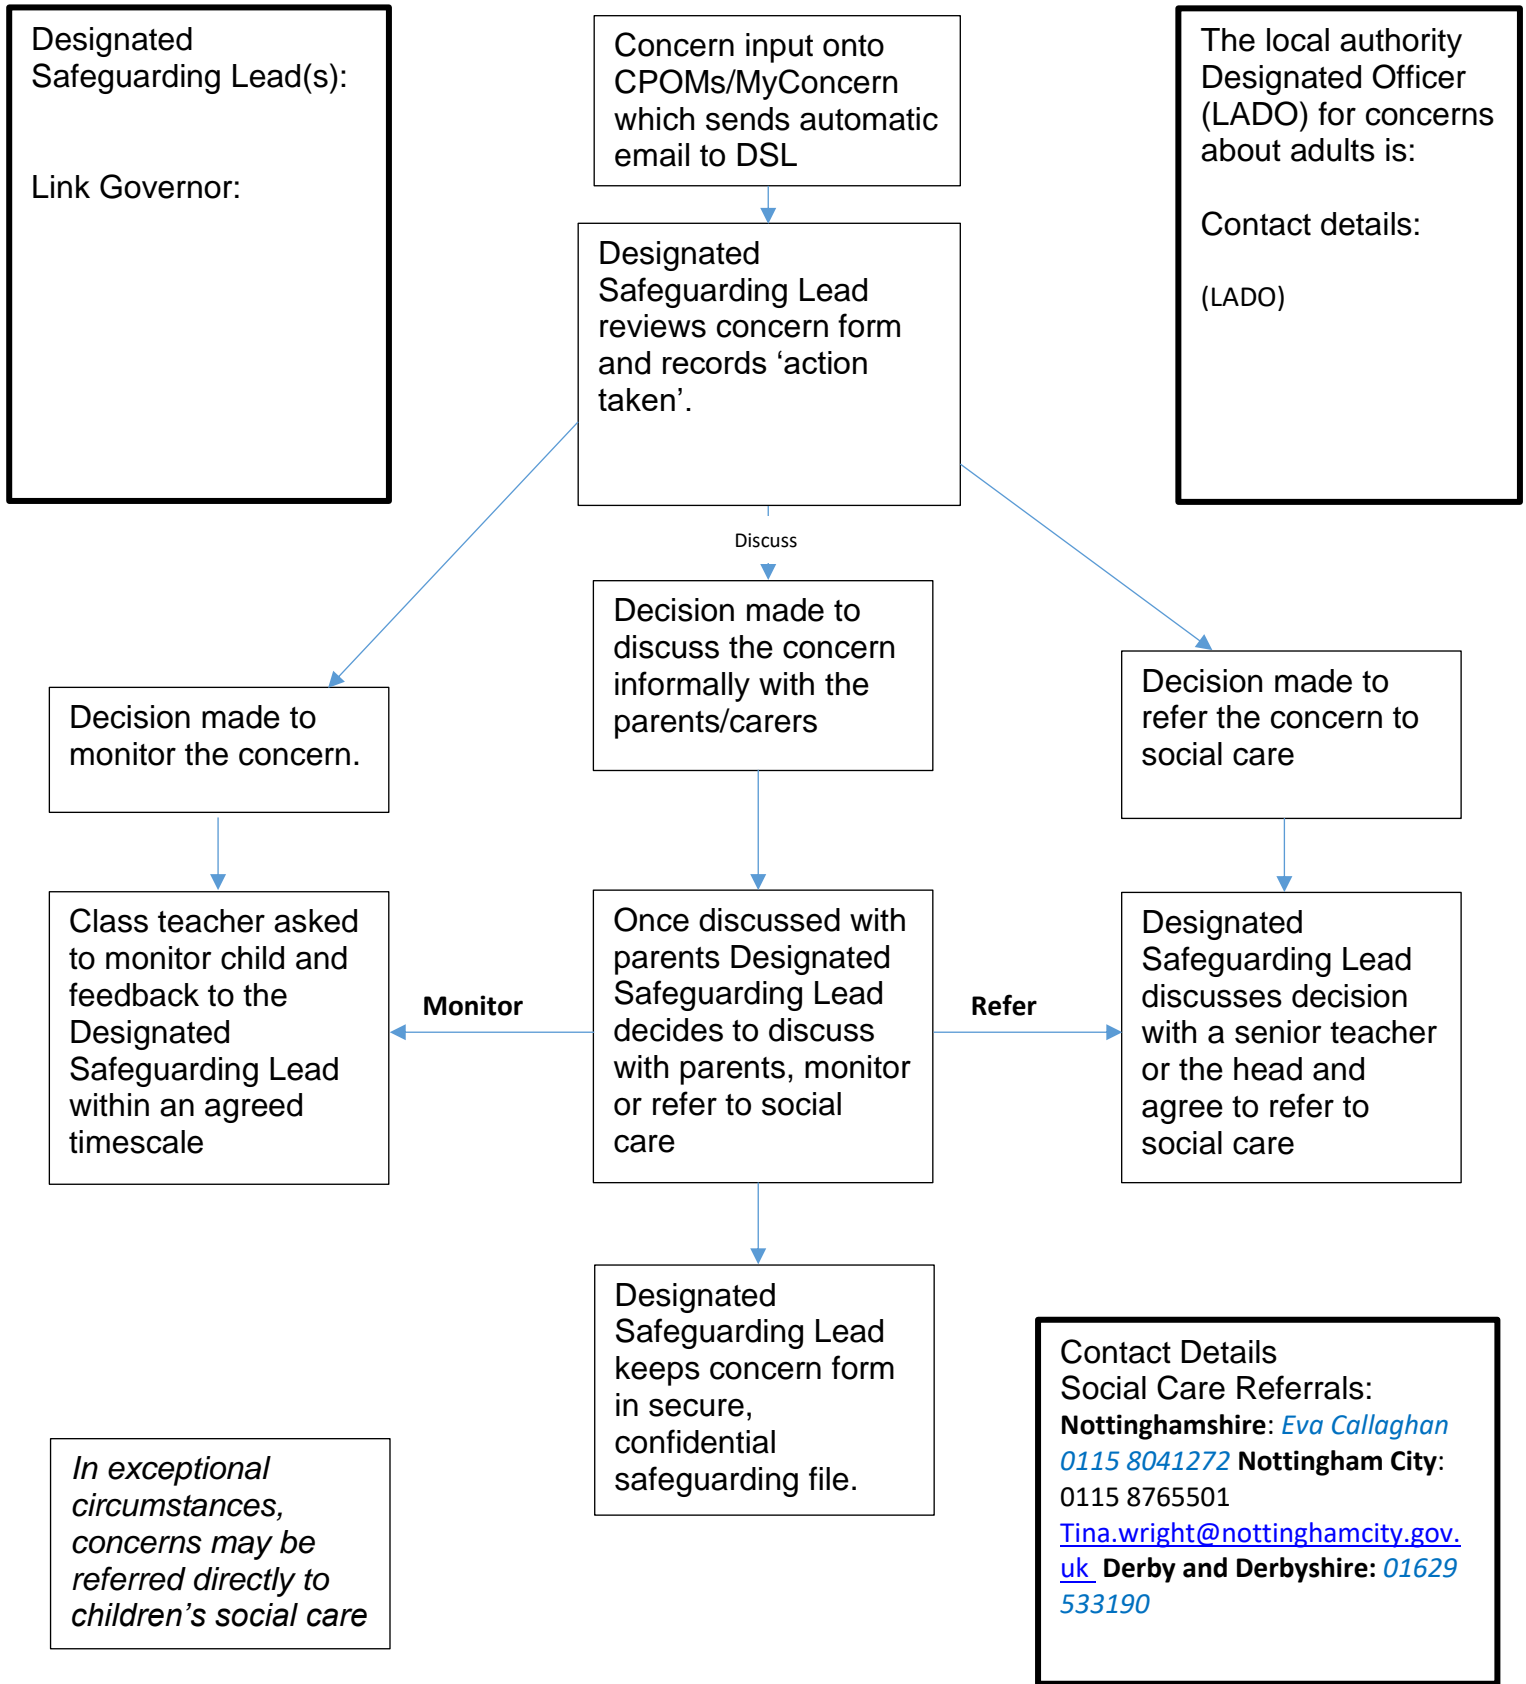 Designated
Safeguarding Lead(s):
Link Governor:
Concern input onto
CPOMs/MyConcern
which sends automatic
email to DSL
The local authority
Designated Officer
(LADO) for concerns
about adults is:
Contact details:
(LADO)
Designated
Safeguarding Lead
reviews concern form
and records ‘action
taken’.
Discuss
Decision made to
monitor the concern.
Decision made to
discuss the concern
informally with the
parents/carers
Decision made to
refer the concern to
social care
Class teacher asked
to monitor child and
feedback to the
Designated
Safeguarding Lead
within an agreed
timescale
Monitor
Once discussed with
parents Designated
Safeguarding Lead
decides to discuss
with parents, monitor
or refer to social
care
Refer
Designated
Safeguarding Lead
discusses decision
with a senior teacher
or the head and
agree to refer to
social care
Designated
Safeguarding Lead
keeps concern form
in secure,
confidential
safeguarding file.
In exceptional
circumstances,
concerns may be
referred directly to
children’s social care
Contact Details
Social Care Referrals:
Nottinghamshire: Eva Callaghan
0115 8041272 Nottingham City:
0115 8765501
Tina.wright@nottinghamcity.gov.
uk Derby and Derbyshire: 01629
533190